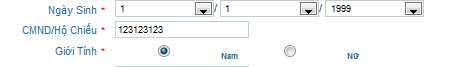 Ngày Sinh * 1 / 1 / 1999
CMND/Hộ Chiếu * 123123123
Giới Tính * Nam Nữ